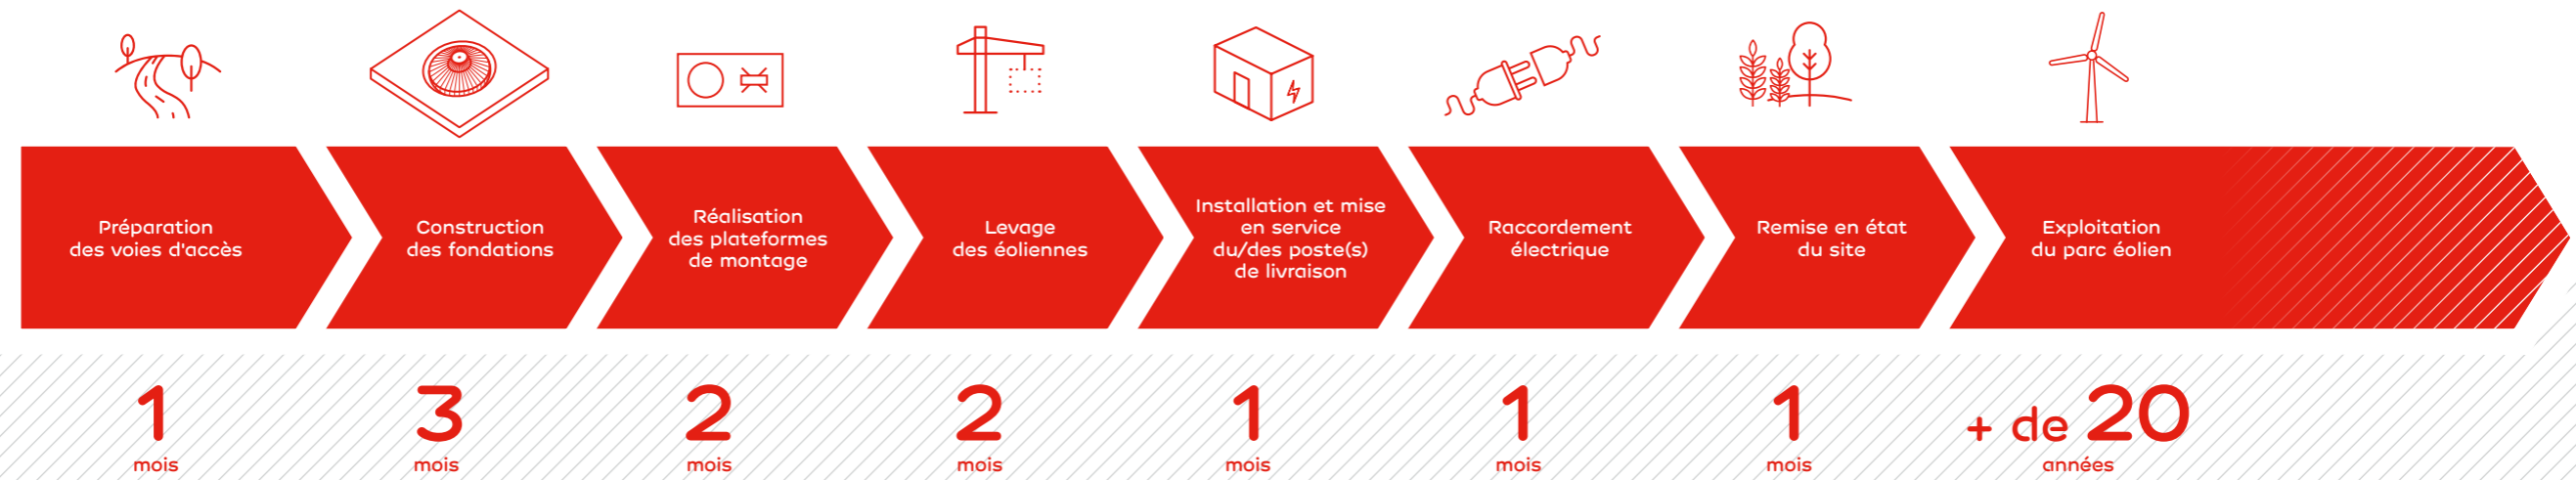 Préparation
des voies d'accès
Construction
des fondations
Réalisation
des plateformes
de montage
Levage
des éoliennes
Installation et mise
en service
du/des poste(s)
de livraison
Raccordement
électrique
Remise en état
du site
Exploitation
du parc éolien
1
mois
3
mois
2
mois
2
mois
1
mois
1
mois
1
mois
+ de 20
années